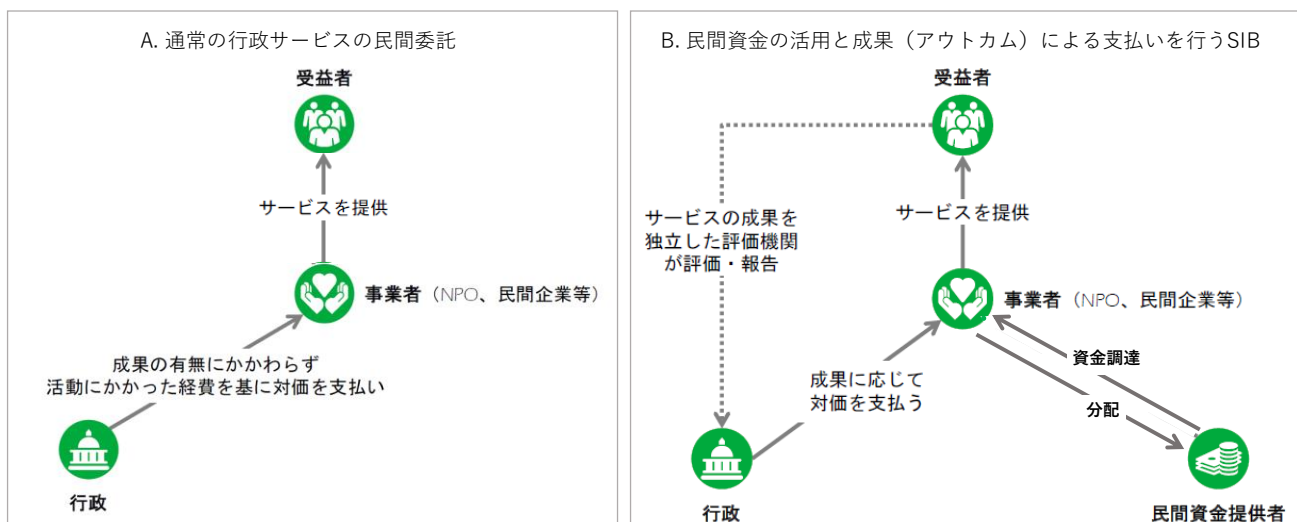 A. 通常の行政サービスの民間委託
受益者
サービスを提供
事業者（NPO、民間企業等）
成果の有無にかかわらず
活動にかかった経費を基に対価を支払い
行政
B. 民間資金の活用と成果（アウトカム）による支払いを行うSIB
受益者
サービスを提供
サービスの成果を
独立した評価機関
が評価・報告
事業者（NPO、民間企業等）
資金調達
成果に応じて
対価を支払う
分配
行政
民間資金提供者